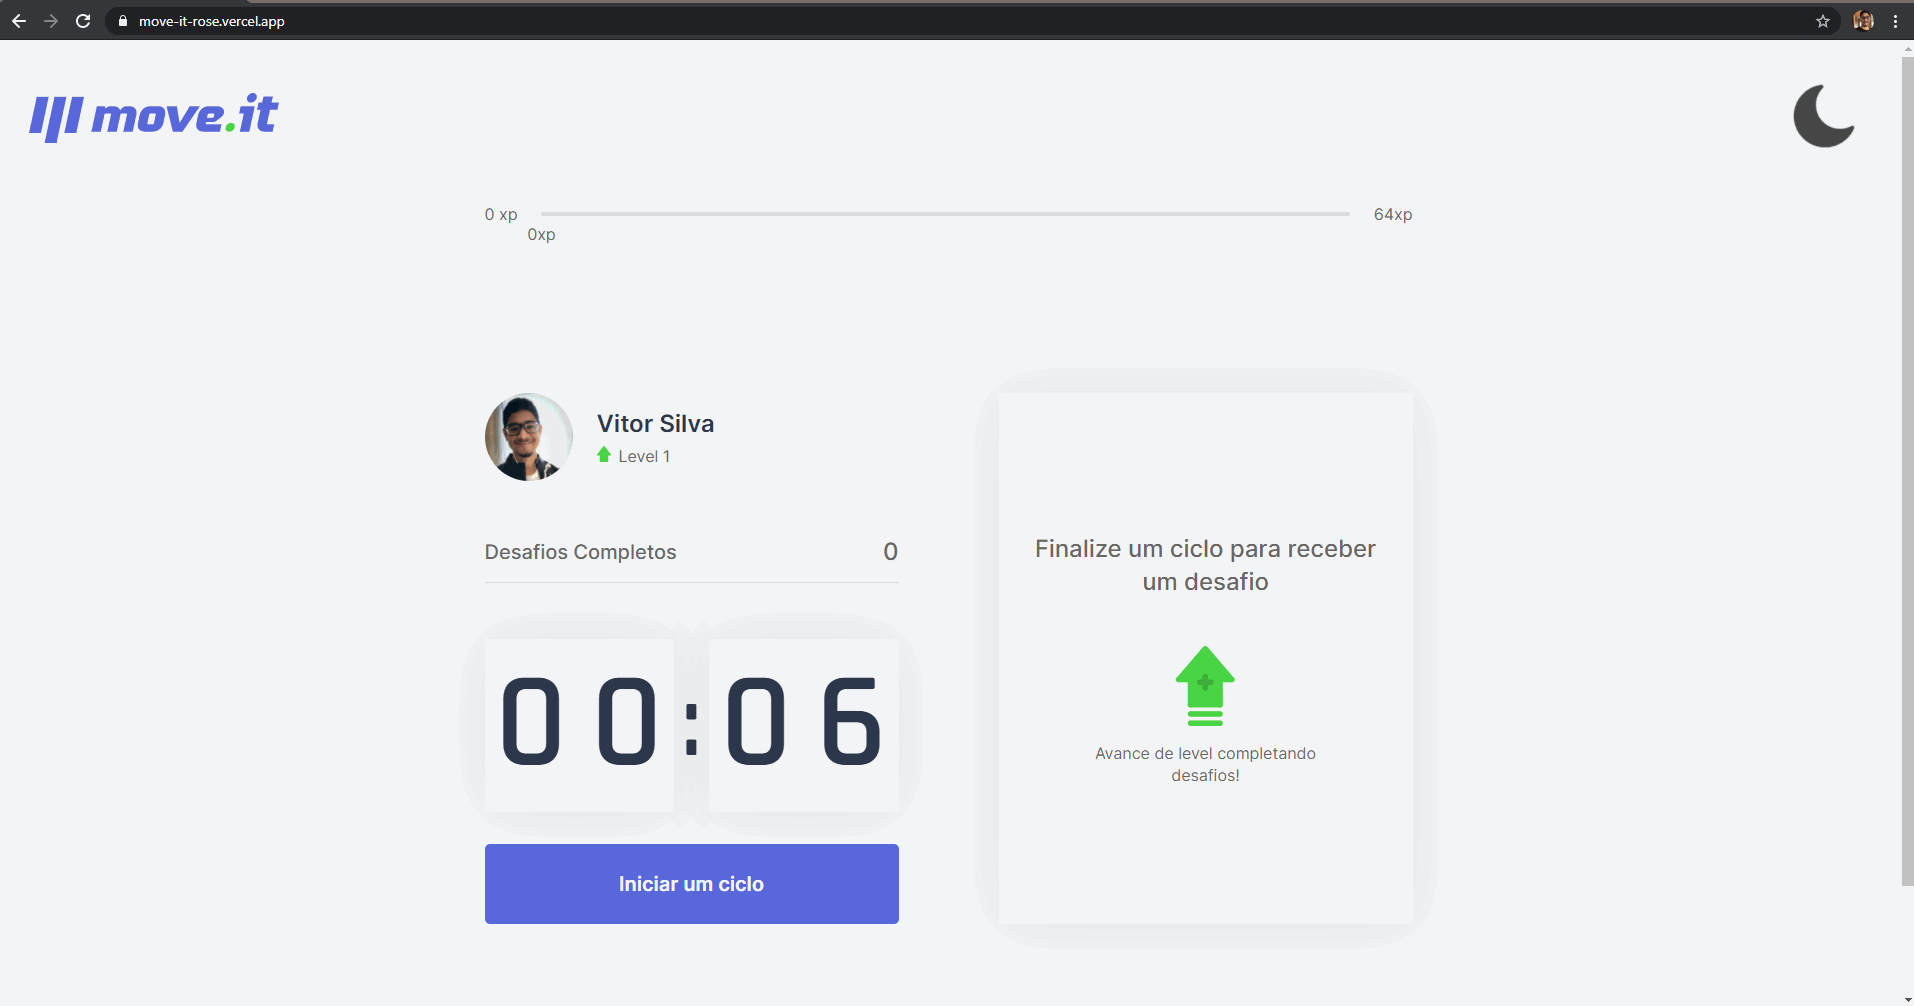 move-it-rose.vercel.app
move.it
0 xp
64xp
0xp
Vitor Silva
Level 1
Desafios Completos 0
00:06
Iniciar um ciclo
Finalize um ciclo para receber
um desafio
Avance de level completando
desafios!